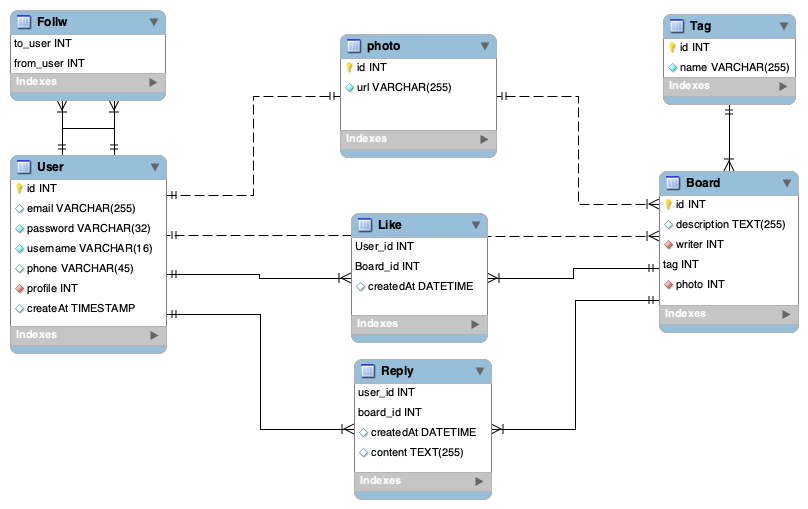 Follw
to_user INT
from_user INT
Indexes
photo
id INT
url VARCHAR(255)
Indexes
Tag
id INT
name VARCHAR(255)
Indexes
User
id INT
email VARCHAR(255)
password VARCHAR(32)
username VARCHAR(16)
phone VARCHAR(45)
profile INT
createAt TIMESTAMP
Indexes
Like
User_id INT
Board_id INT
createdAt DATETIME
Indexes
Board
id INT
description TEXT(255)
writer INT
tag INT
photo INT
Indexes
Reply
user_id INT
board_id INT
createdAt DATETIME
content TEXT(255)
Indexes